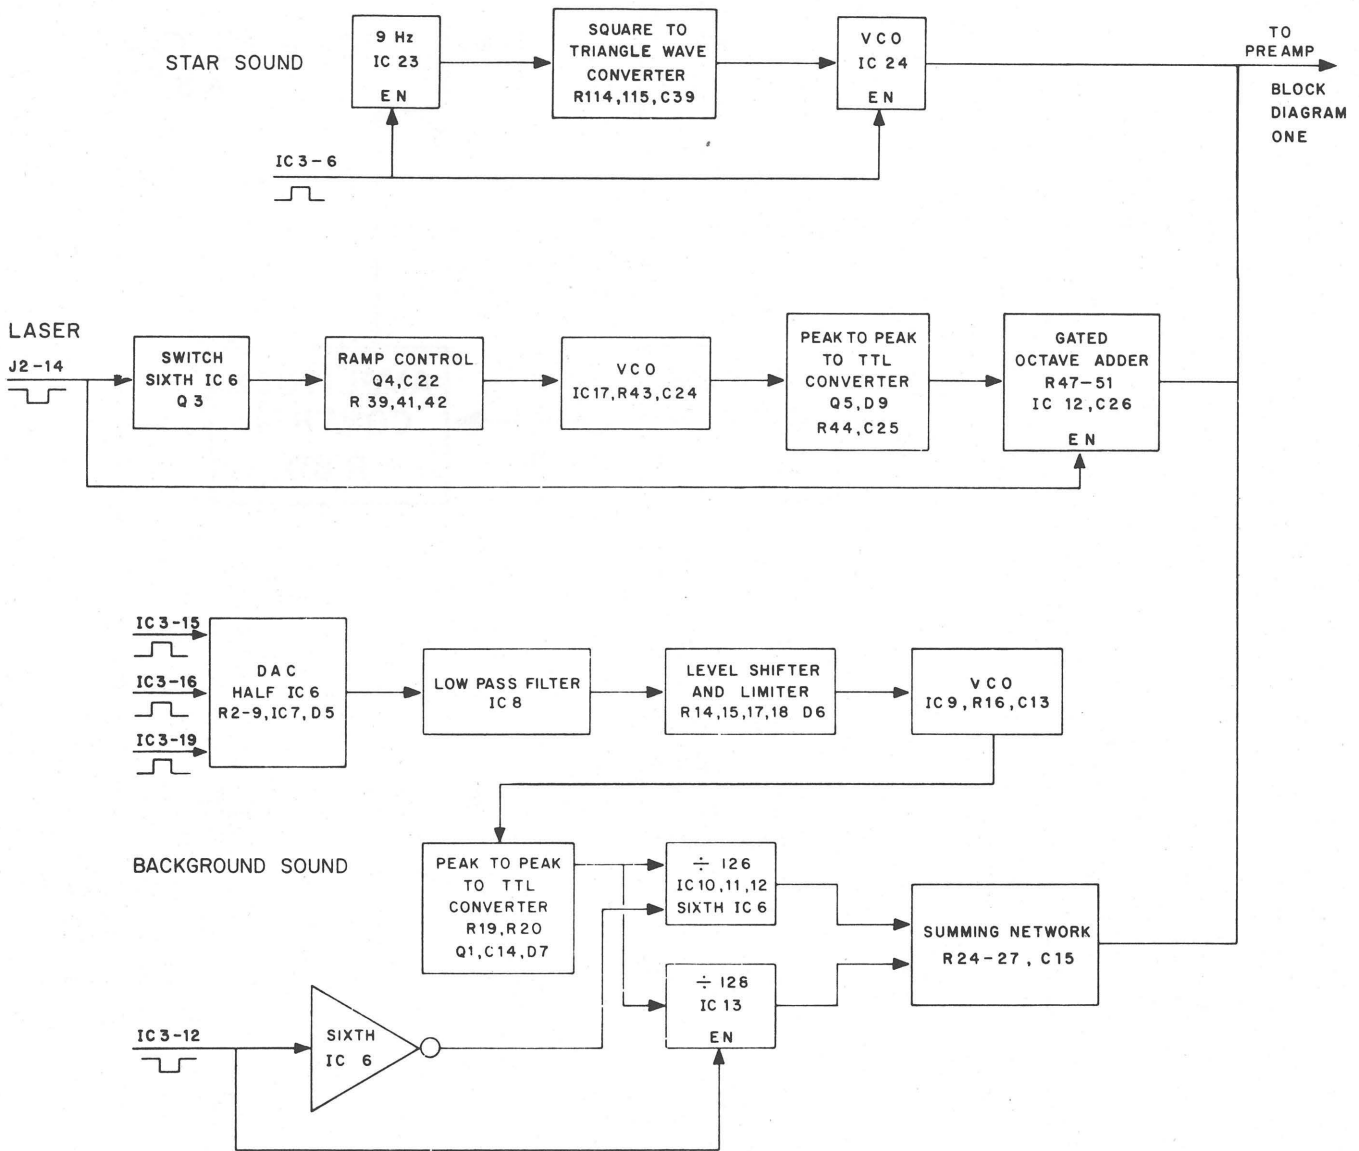 STAR SOUND
9 Hz
IC 23
EN
SQUARE TO
TRIANGLE WAVE
CONVERTER
R114,115,C39
VCO
IC 24
EN
TO
PREAMP
BLOCK
DIAGRAM
ONE
IC3-6
LASER
J2-14
SWITCH
SIXTH IC 6
Q 3
RAMP CONTROL
Q4,C22
R 39,41,42
VCO
IC17,R43,C24
PEAK TO PEAK
TO TTL
CONVERTER
Q5,D9
R44,C25
GATED
OCTAVE ADDER
R47-51
IC 12,C26
EN
IC3-15
IC3-16
IC3-19
DAC
HALF IC 6
R2-9,IC7,D5
LOW PASS FILTER
IC 8
LEVEL SHIFTER
AND LIMITER
R14,15,17,18 D6
VCO
IC9,R16,C13
BACKGROUND SOUND
PEAK TO PEAK
TO TTL
CONVERTER
R19,R20
Q1,C14,D7
÷ 126
IC10,11,12
SIXTH IC 6
÷ 128
IC 13
EN
SUMMING NETWORK
R24-27, C15
IC3-12
SIXTH
IC 6